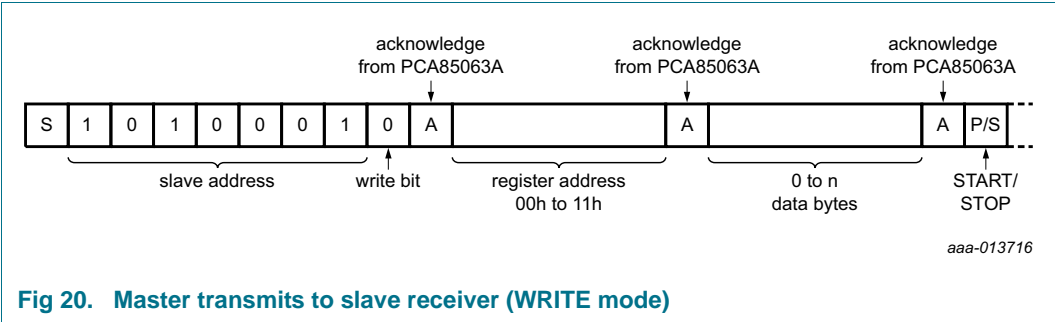 acknowledge acknowledge acknowledge
from PCA85063A from PCA85063A from PCA85063A
S 1 0 1 0 0 0 1 0 A A A P/S
slave address write bit register address 0 to n START/
00h to 11h data bytes STOP
aaa-013716
Fig 20. Master transmits to slave receiver (WRITE mode)